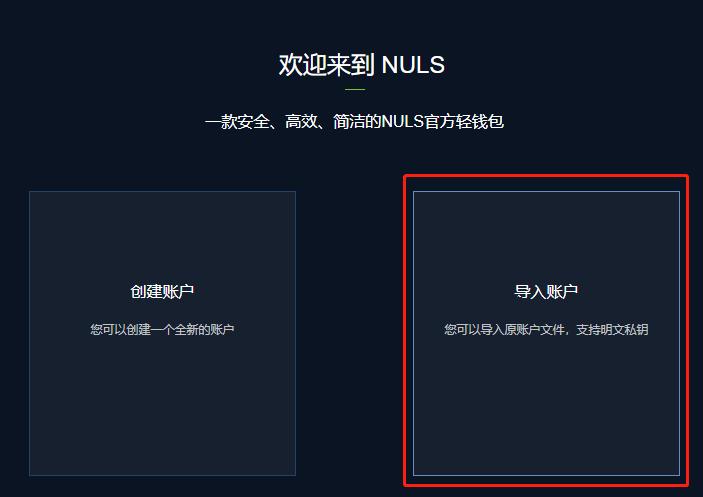 欢迎来到 NULS
一款安全、高效、简洁的NULS官方轻钱包
创建账户
您可以创建一个全新的账户
导入账户
您可以导入原账户文件，支持明文私钥